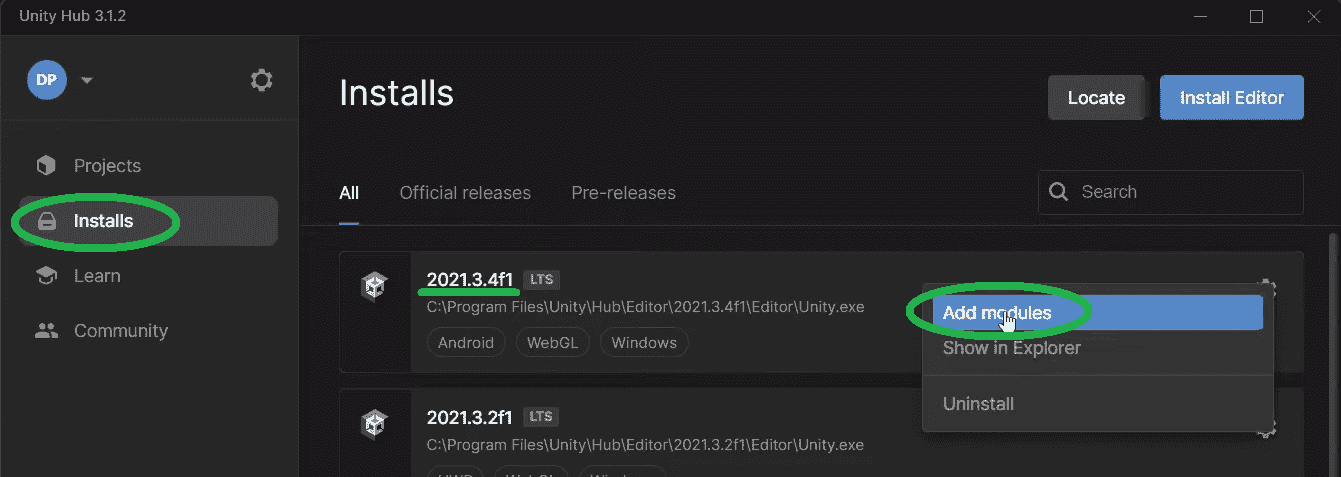 Unity Hub 3.1.2
DP
Projects
Installs
Learn
Community
Installs
Locate
Install Editor
All
Official releases
Pre-releases
Search
2021.3.4f1 LTS
C:\Program Files\Unity\Hub\Editor\2021.3.4f1\Editor\Unity.exe
Android
WebGL
Windows
Add modules
Show in Explorer
Uninstall
2021.3.2f1 LTS
C:\Program Files\Unity\Hub\Editor\2021.3.2f1\Editor\Unity.exe